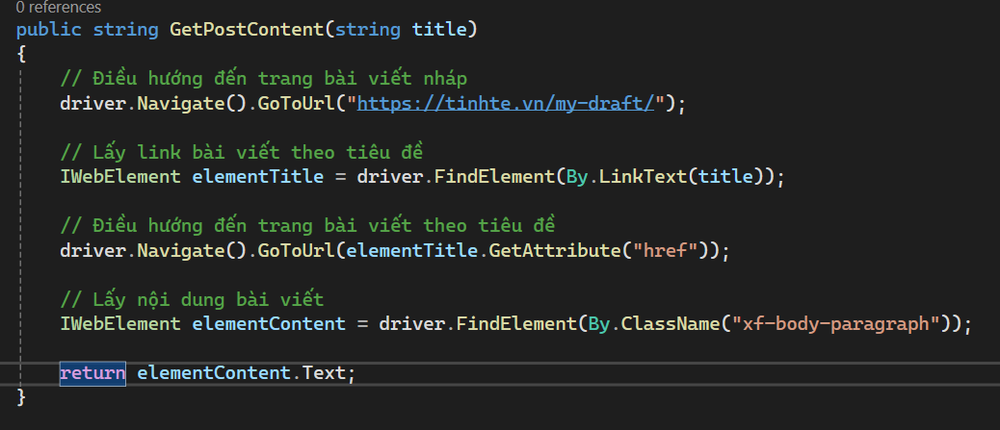 0 references
public string GetPostContent(string title)
{
// Điều hướng đến trang bài viết nháp
driver.Navigate().GoToUrl("https://tinhte.vn/my-draft/");
// Lấy link bài viết theo tiêu đề
IWebElement elementTitle = driver.FindElement(By.LinkText(title));
// Điều hướng đến trang bài viết theo tiêu đề
driver.Navigate().GoToUrl(elementTitle.GetAttribute("href"));
// Lấy nội dung bài viết
IWebElement elementContent = driver.FindElement(By.ClassName("xf-body-paragraph"));
return elementContent.Text;
}